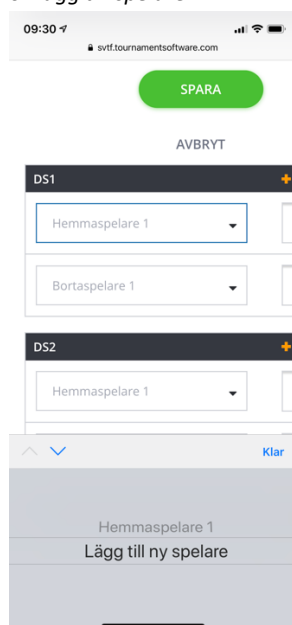 09:30
svtf.tournamentsoftware.com
SPARA
AVBRYT
DS1 +
Hemmaspelare 1
Bortaspelare 1
DS2 +
Hemmaspelare 1
Klar
Hemmaspelare 1
Lägg till ny spelare